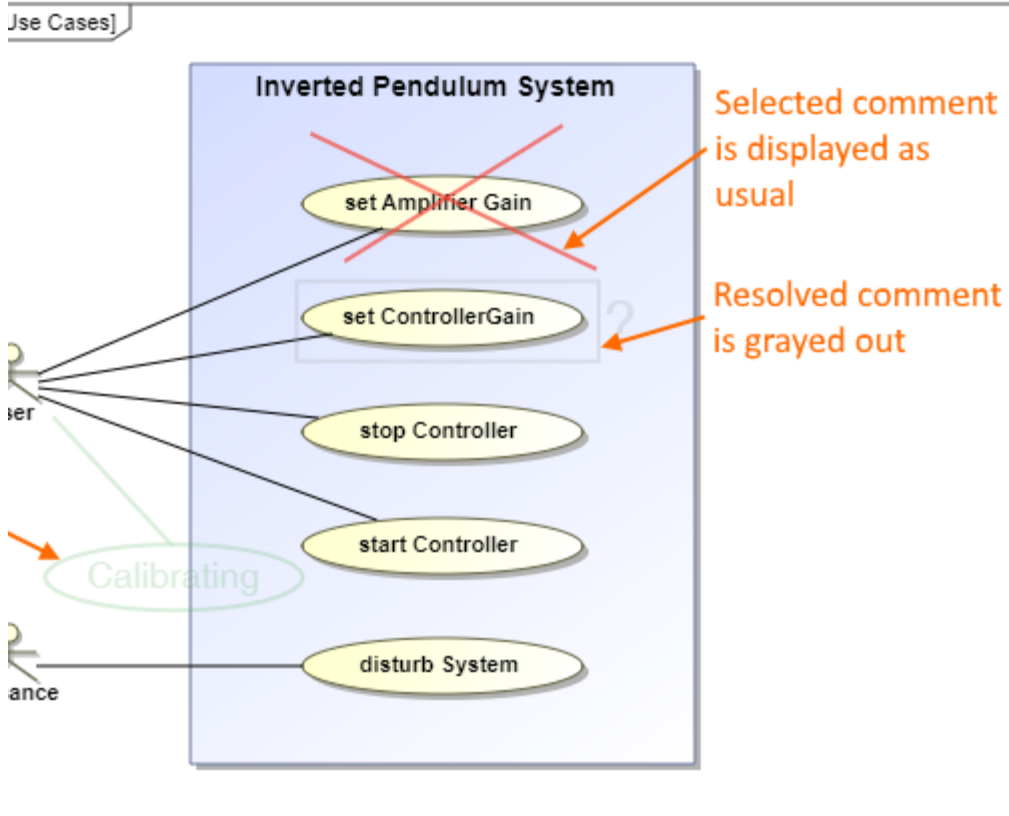 Use Cases]
Inverted Pendulum System
Selected comment
is displayed as
usual
set Amplifier Gain
Resolved comment
is grayed out
set ControllerGain
?
ser
stop Controller
start Controller
Calibrating
disturb System
ance